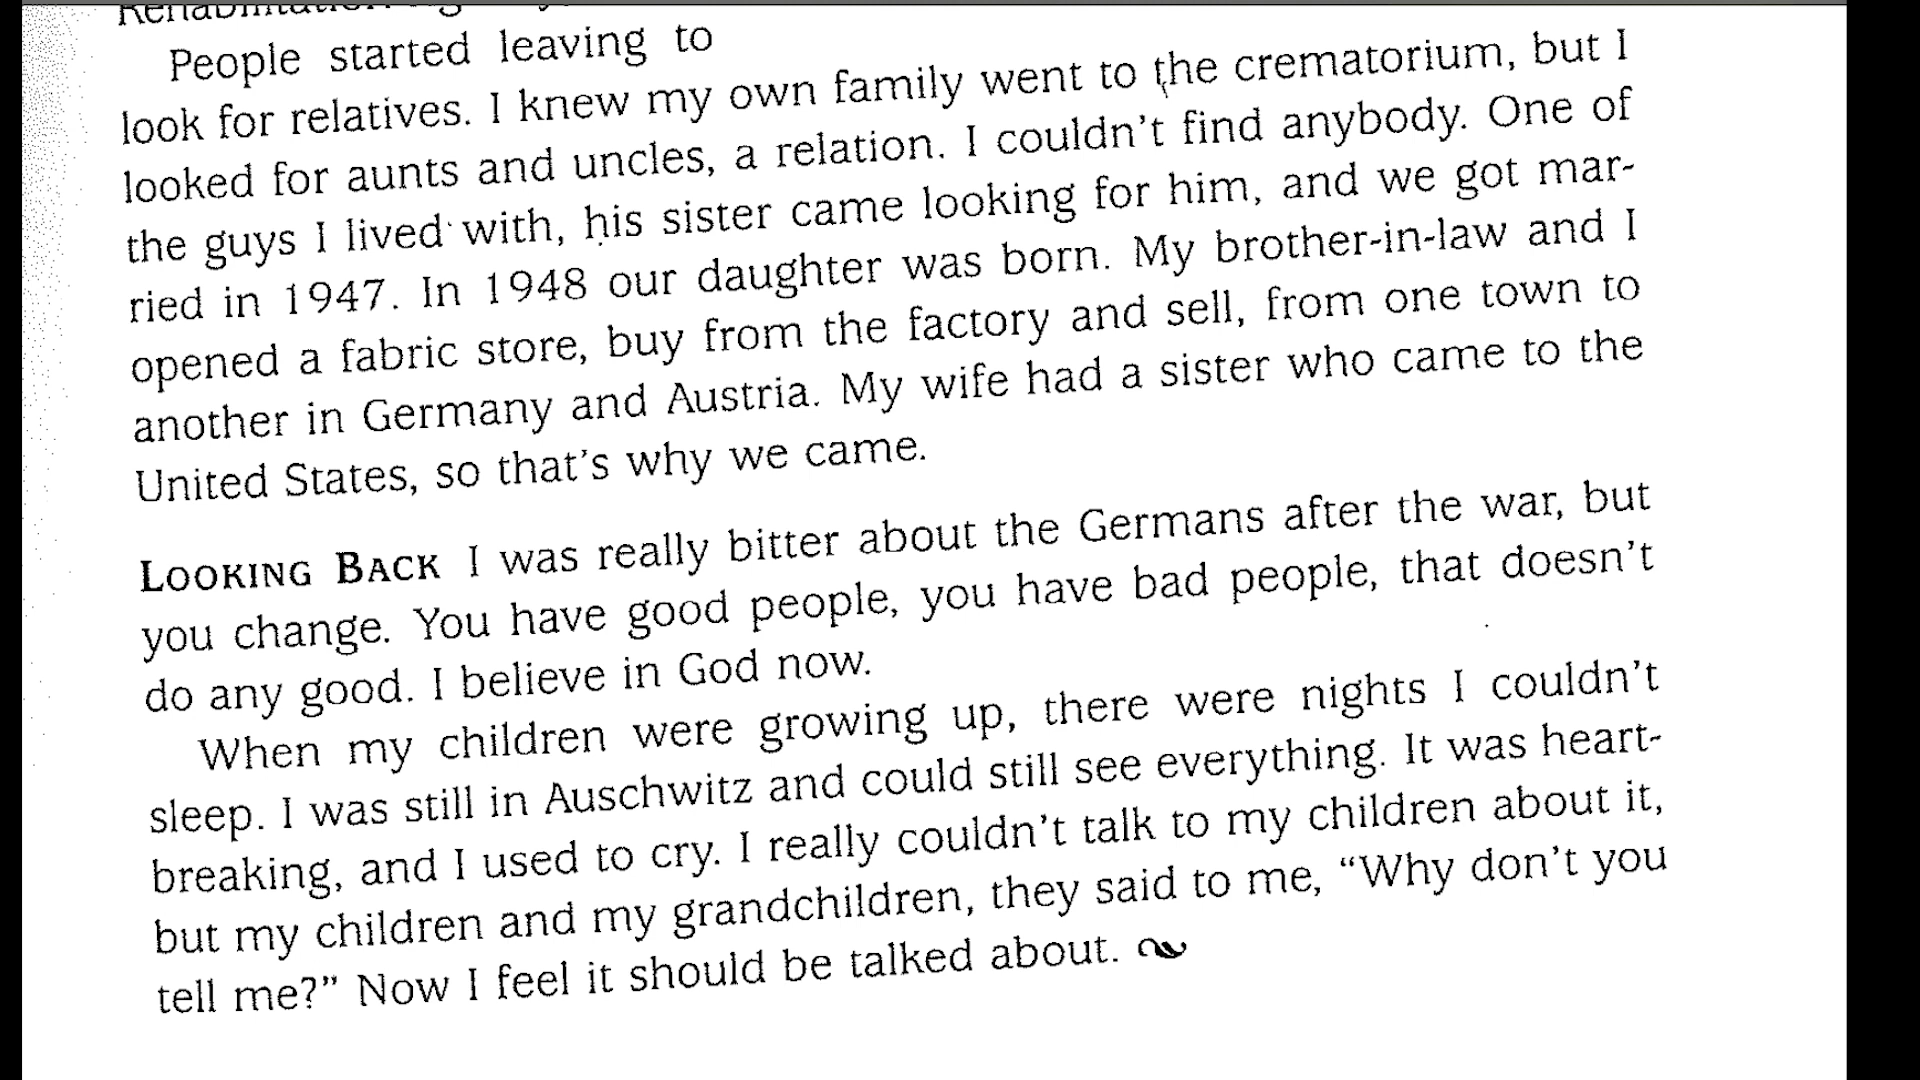 People started leaving to
look for relatives. I knew my own family went to the crematorium, but I
looked for aunts and uncles, a relation. I couldn't find anybody. One of
the guys I lived with, his sister came looking for him, and we got mar-
ried in 1947. In 1948 our daughter was born. My brother-in-law and I
opened a fabric store, buy from the factory and sell, from one town to
another in Germany and Austria. My wife had a sister who came to the
United States, so that's why we came.
LOOKING BACK I was really bitter about the Germans after the war, but
you change. You have good people, you have bad people, that doesn't
do any good. I believe in God now.
When my children were growing up, there were nights I couldn't
sleep. I was still in Auschwitz and could still see everything. It was heart-
breaking, and I used to cry. I really couldn't talk to my children about it,
but my children and my grandchildren, they said to me, "Why don't you
tell me?" Now I feel it should be talked about.